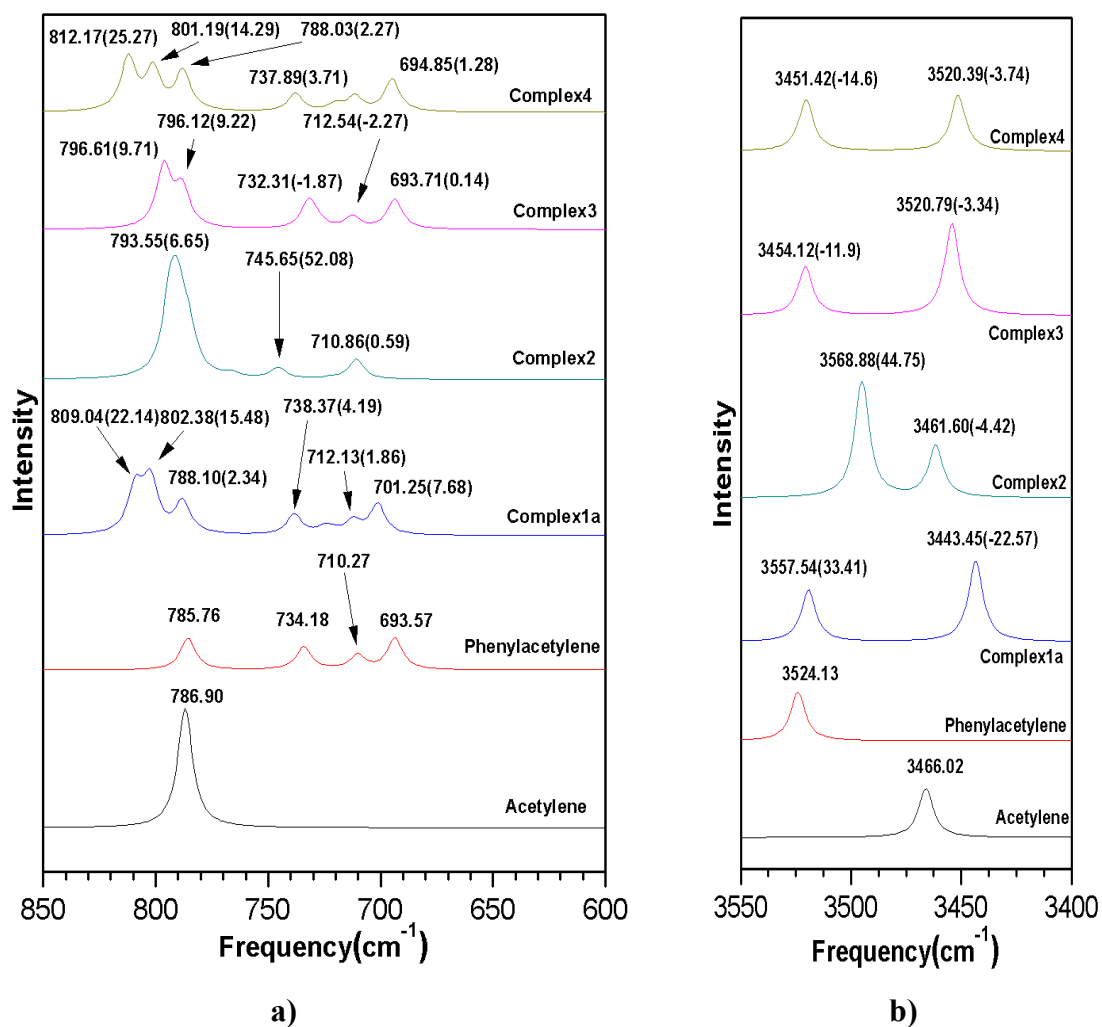 812.17(25.27)
801.19(14.29)
788.03(2.27)
737.89(3.71)
694.85(1.28)
Complex4
796.61(9.71)
796.12(9.22)
732.31(-1.87)
712.54(-2.27)
693.71(0.14)
Complex3
793.55(6.65)
745.65(52.08)
710.86(0.59)
Complex2
809.04(22.14)
802.38(15.48)
788.10(2.34)
738.37(4.19)
712.13(1.86)
701.25(7.68)
Complex1a
785.76
734.18
710.27
693.57
Phenylacetylene
786.90
Acetylene
Intensity
850
800
750
700
650
600
Frequency(cm⁻¹)
a)
3451.42(-14.6)
3520.39(-3.74)
Complex4
3454.12(-11.9)
3520.79(-3.34)
Complex3
3568.88(44.75)
3461.60(-4.42)
Complex2
3557.54(33.41)
3443.45(-22.57)
Complex1a
3524.13
Phenylacetylene
3466.02
Acetylene
Intensity
3550
3500
3450
3400
Frequency(cm⁻¹)
b)